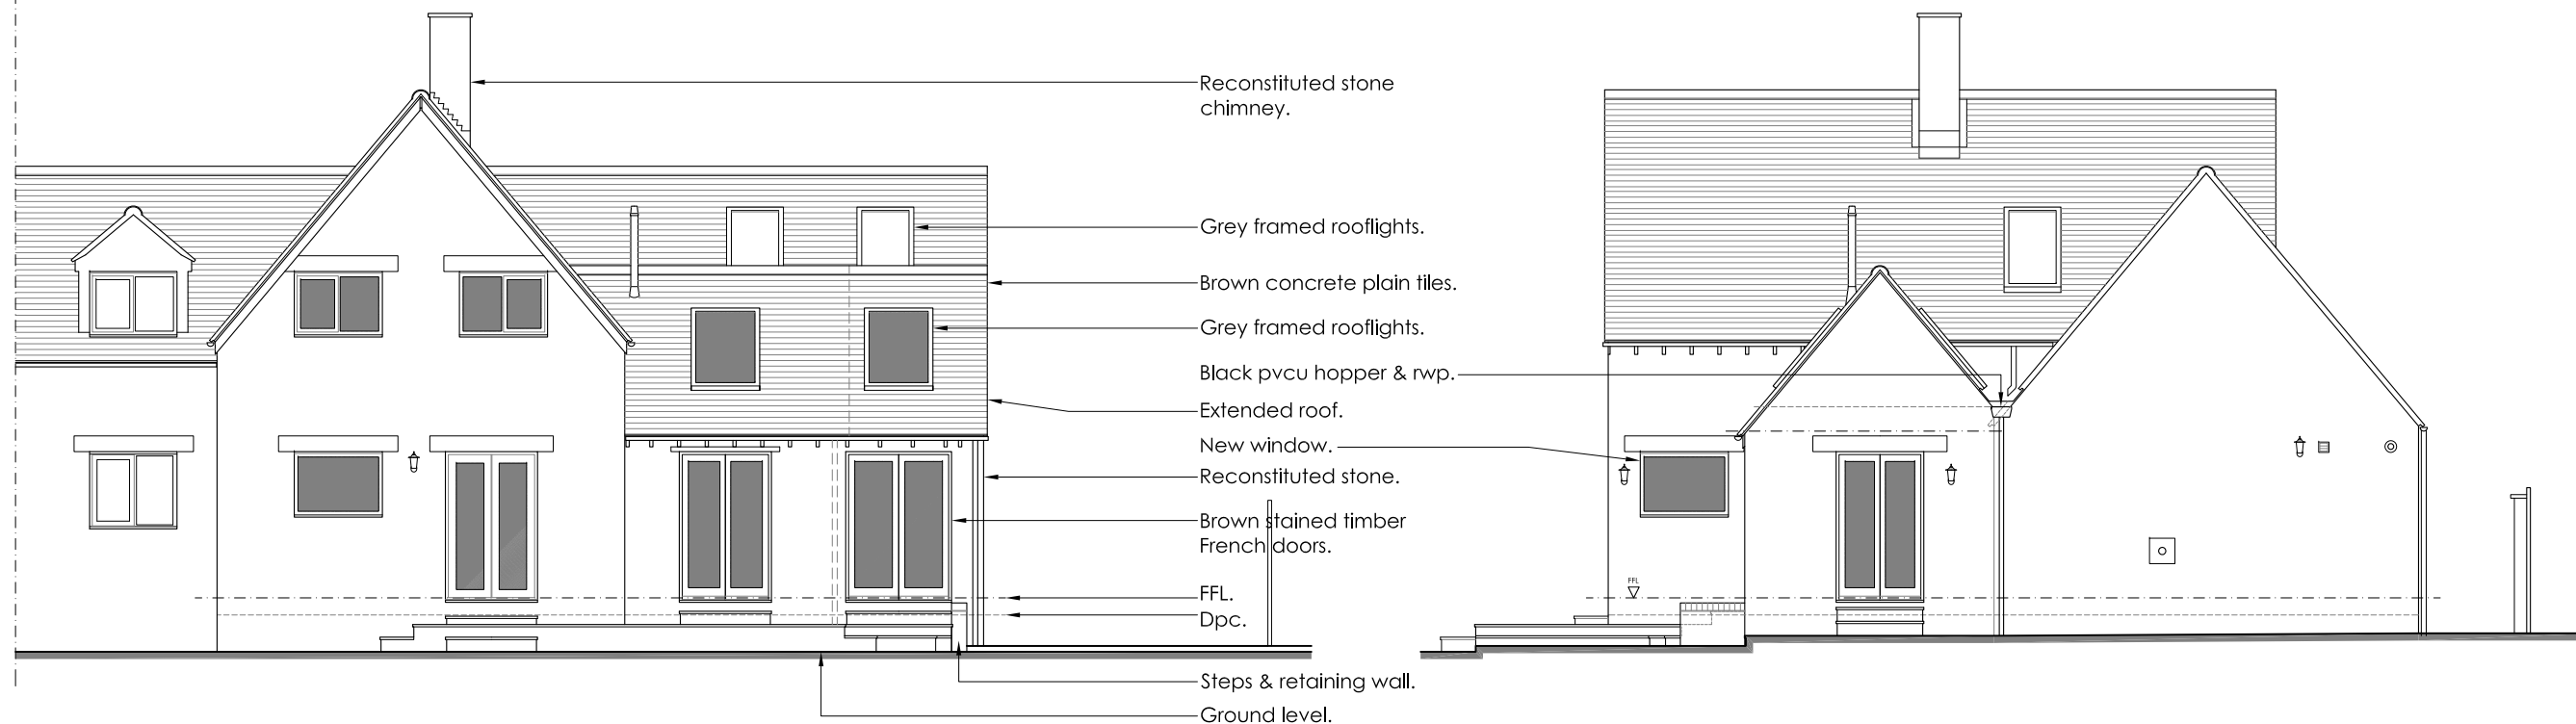 Reconstituted stone
chimney.
Grey framed rooflights.
Brown concrete plain tiles.
Grey framed rooflights.
Black pvcu hopper & rwp.
Extended roof.
New window.
Reconstituted stone.
Brown stained timber
French doors.
FFL.
Dpc.
Steps & retaining wall.
Ground level.
FFL